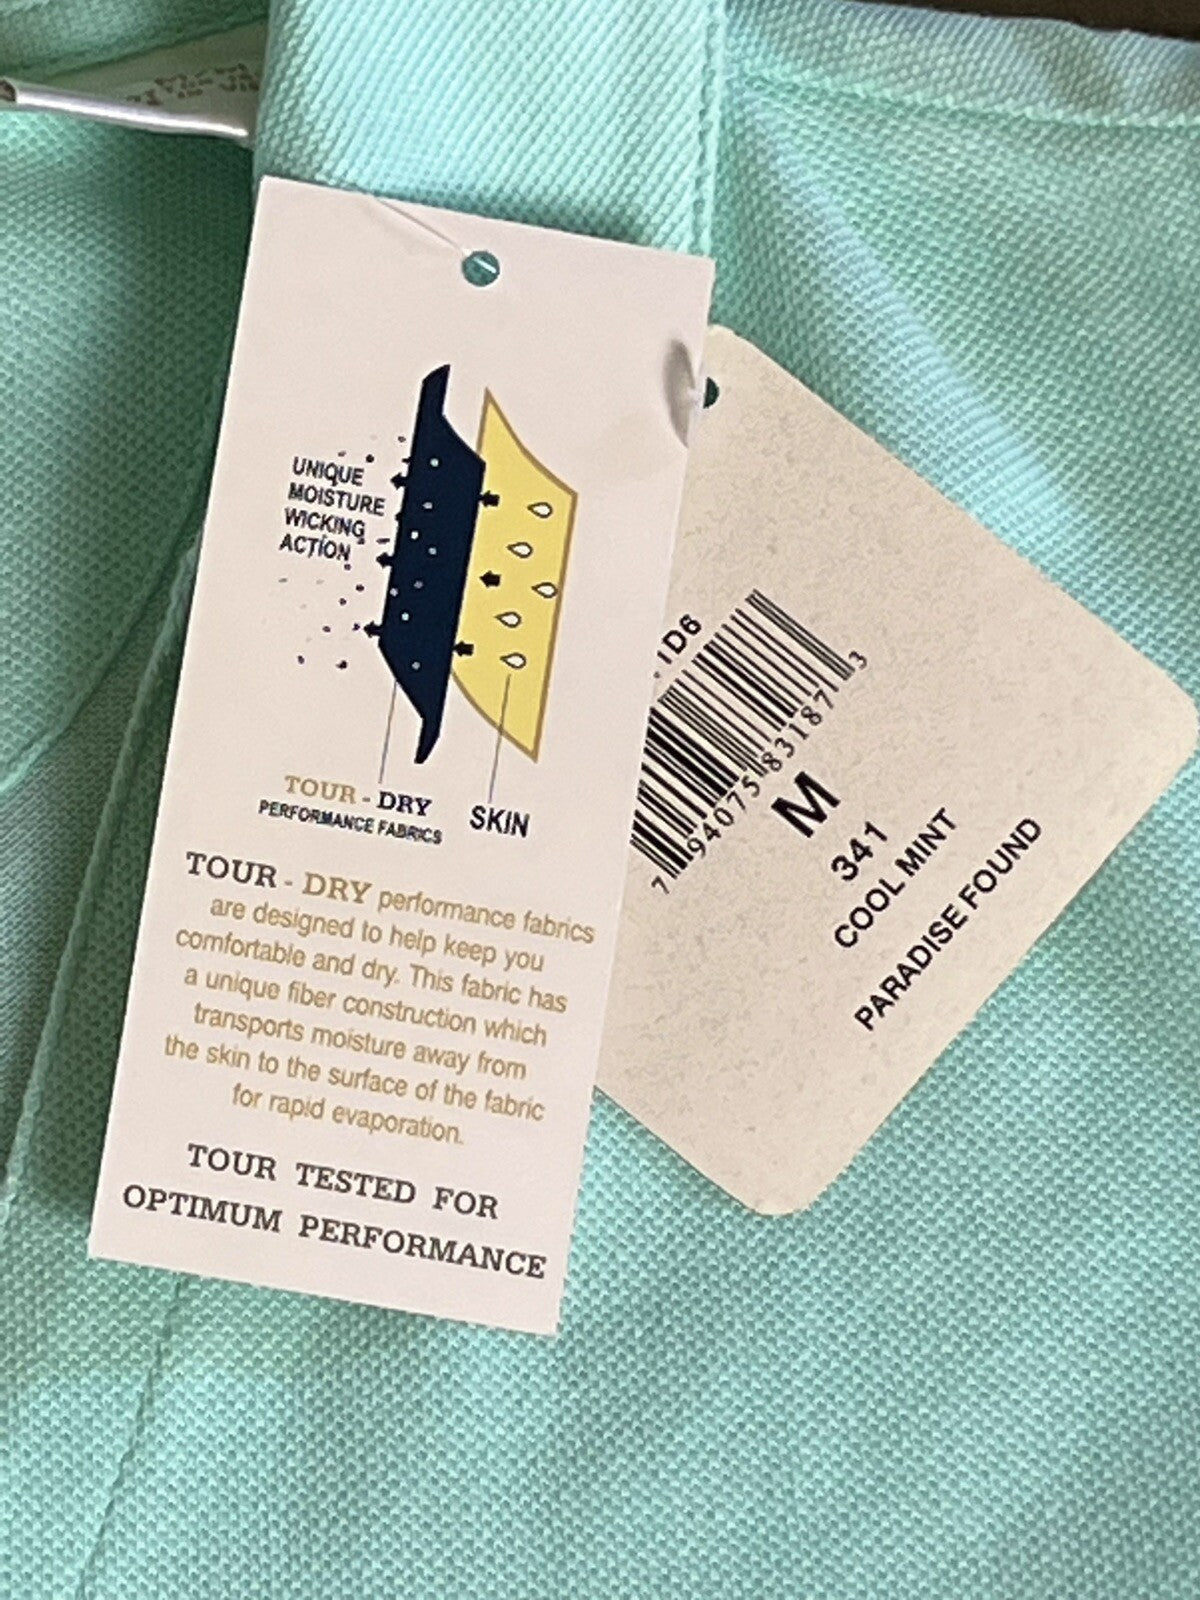 UNIQUE
MOISTURE
WICKING
ACTION
TOUR - DRY
PERFORMANCE FABRICS
SKIN
TOUR - DRY performance fabrics
are designed to help keep you
comfortable and dry. This fabric has
a unique fiber construction which
transports moisture away from
the skin to the surface of the fabric
for rapid evaporation.
TOUR TESTED FOR
OPTIMUM PERFORMANCE
1D6
7 94075 83187 3
M
341
COOL MINT
PARADISE FOUND